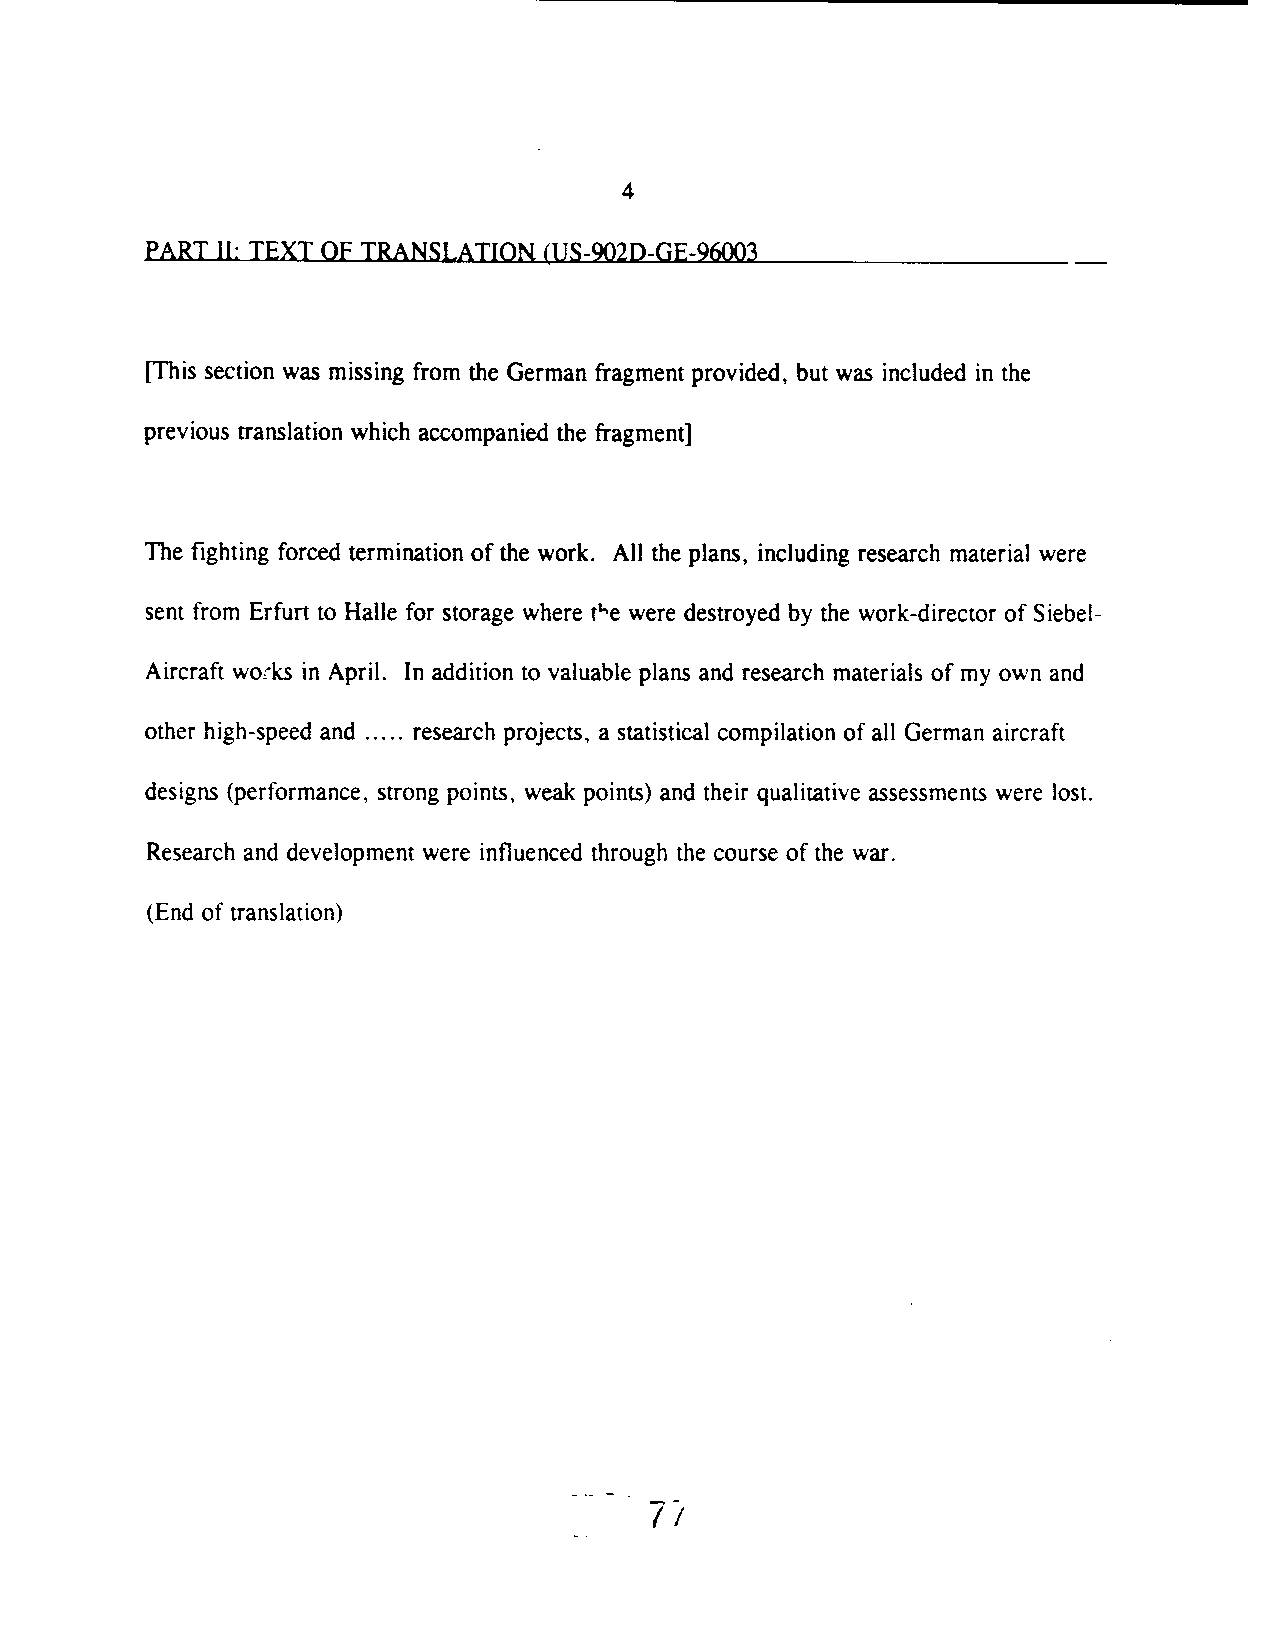 4
PART II: TEXT OF TRANSLATION (US-902D-GE-96003
[This section was missing from the German fragment provided, but was included in the
previous translation which accompanied the fragment]
The fighting forced termination of the work. All the plans, including research material were
sent from Erfurt to Halle for storage where the were destroyed by the work-director of Siebel-
Aircraft works in April. In addition to valuable plans and research materials of my own and
other high-speed and ..... research projects, a statistical compilation of all German aircraft
designs (performance, strong points, weak points) and their qualitative assessments were lost.
Research and development were influenced through the course of the war.
(End of translation)
77